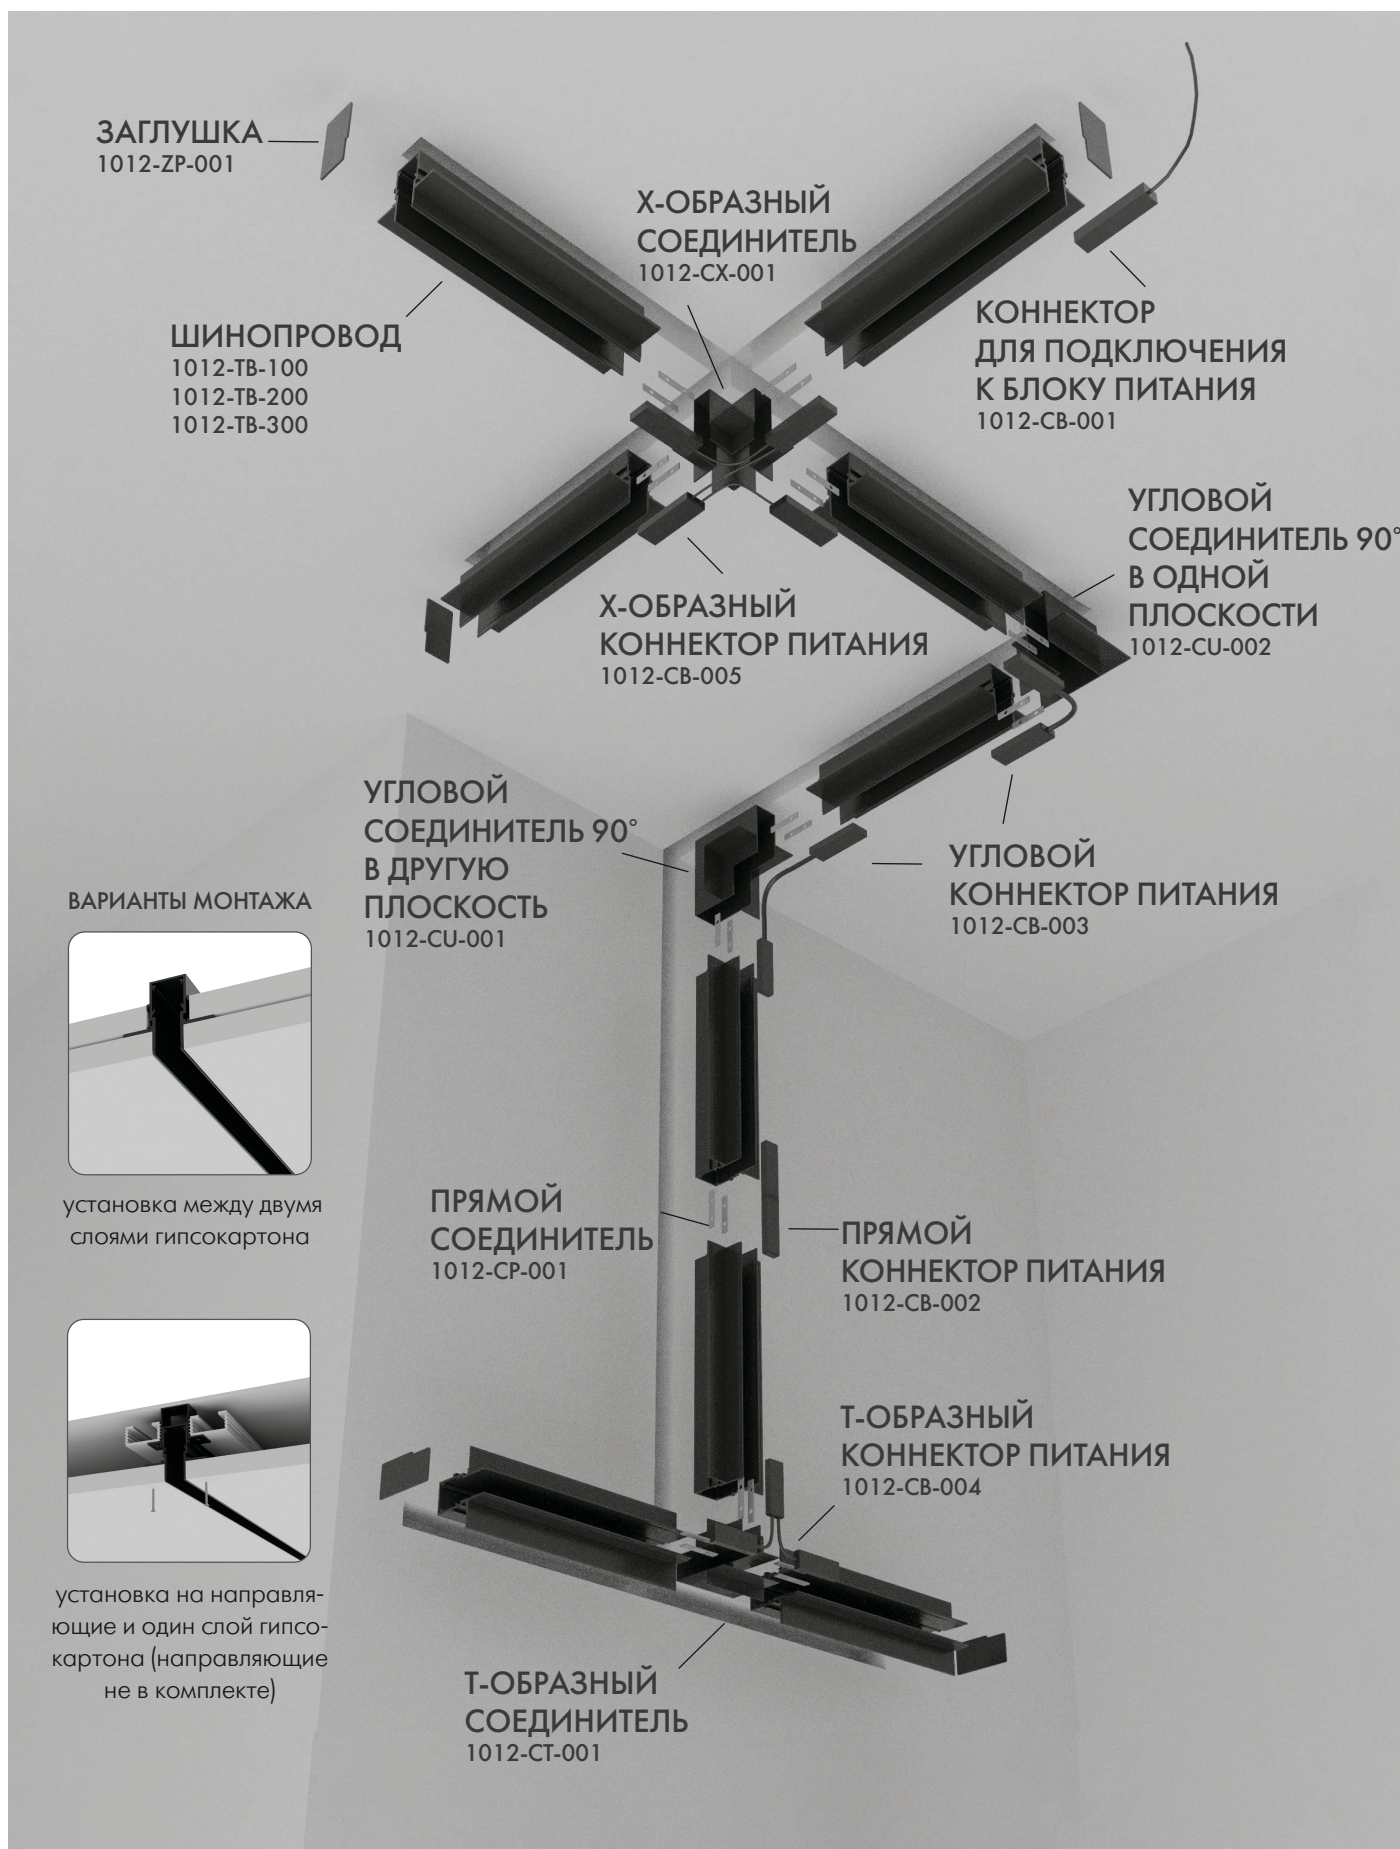 ЗАГЛУШКА
1012-ZP-001
Х-ОБРАЗНЫЙ
СОЕДИНИТЕЛЬ
1012-CX-001
ШИНОПРОВОД
1012-TB-100
1012-TB-200
1012-TB-300
КОННЕКТОР
ДЛЯ ПОДКЛЮЧЕНИЯ
К БЛОКУ ПИТАНИЯ
1012-CB-001
УГЛОВОЙ
СОЕДИНИТЕЛЬ 90°
В ОДНОЙ
ПЛОСКОСТИ
1012-CU-002
Х-ОБРАЗНЫЙ
КОННЕКТОР ПИТАНИЯ
1012-CB-005
УГЛОВОЙ
СОЕДИНИТЕЛЬ 90°
В ДРУГУЮ
ПЛОСКОСТЬ
1012-CU-001
УГЛОВОЙ
КОННЕКТОР ПИТАНИЯ
1012-CB-003
ВАРИАНТЫ МОНТАЖА
установка между двумя
слоями гипсокартона
ПРЯМОЙ
СОЕДИНИТЕЛЬ
1012-CP-001
ПРЯМОЙ
КОННЕКТОР ПИТАНИЯ
1012-CB-002
Т-ОБРАЗНЫЙ
КОННЕКТОР ПИТАНИЯ
1012-CB-004
установка на направля-
ющие и один слой гипсо-
картона (направляющие
не в комплекте)
Т-ОБРАЗНЫЙ
СОЕДИНИТЕЛЬ
1012-CT-001